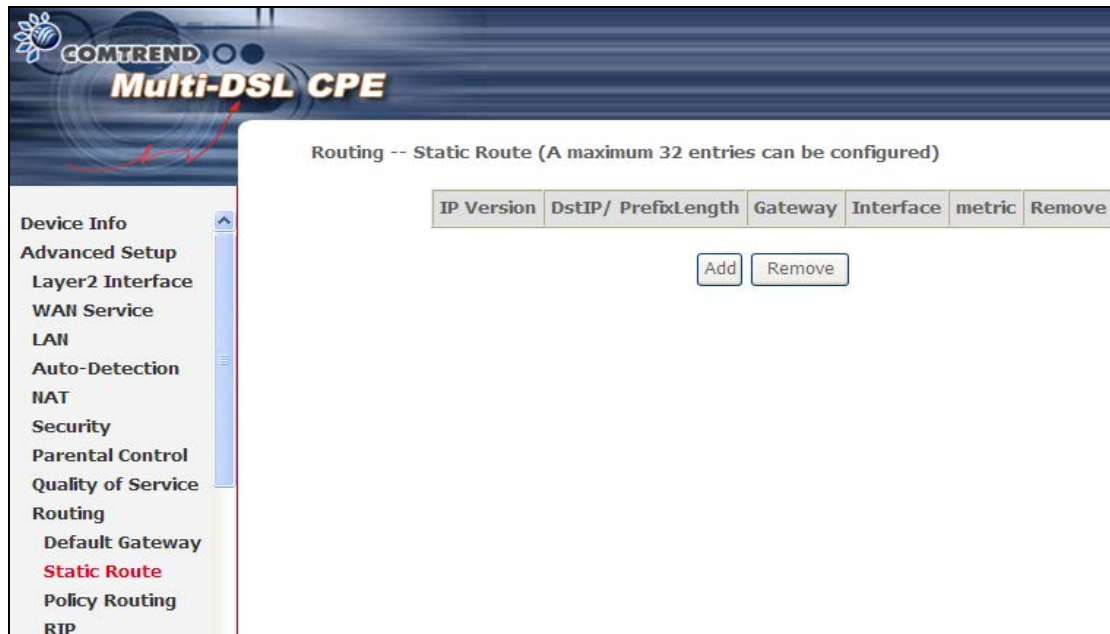 COMTREND
Multi-DSL CPE
Routing -- Static Route (A maximum 32 entries can be configured)
IP Version DstIP/ PrefixLength Gateway Interface metric Remove
Add Remove
Device Info
Advanced Setup
Layer2 Interface
WAN Service
LAN
Auto-Detection
NAT
Security
Parental Control
Quality of Service
Routing
Default Gateway
Static Route
Policy Routing
RIP